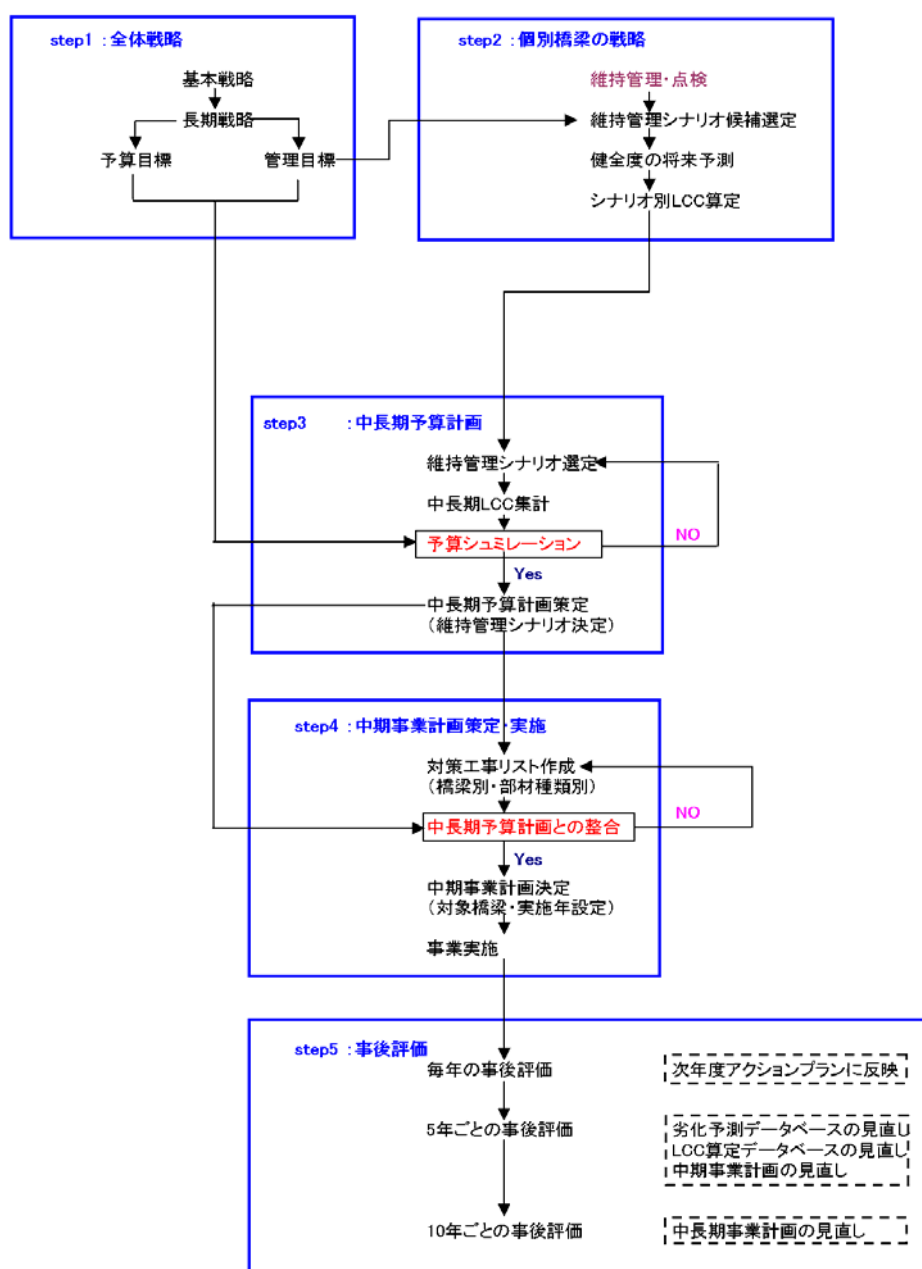 step1：全体戦略
基本戦略
長期戦略
予算目標
管理目標
step2：個別橋梁の戦略
維持管理・点検
維持管理シナリオ候補選定
健全度の将来予測
シナリオ別LCC算定
step3　　：中長期予算計画
維持管理シナリオ選定
中長期LCC集計
予算シュミレーション
NO
Yes
中長期予算計画策定
（維持管理シナリオ決定）
step4：中期事業計画策定・実施
対策工事リスト作成
（橋梁別・部材種類別）
中長期予算計画との整合
NO
Yes
中期事業計画決定
（対象橋梁・実施年設定）
事業実施
step5：事後評価
毎年の事後評価
次年度アクションプランに反映
5年ごとの事後評価
劣化予測データベースの見直し
LCC算定データベースの見直し
中期事業計画の見直し
10年ごとの事後評価
中長期事業計画の見直し